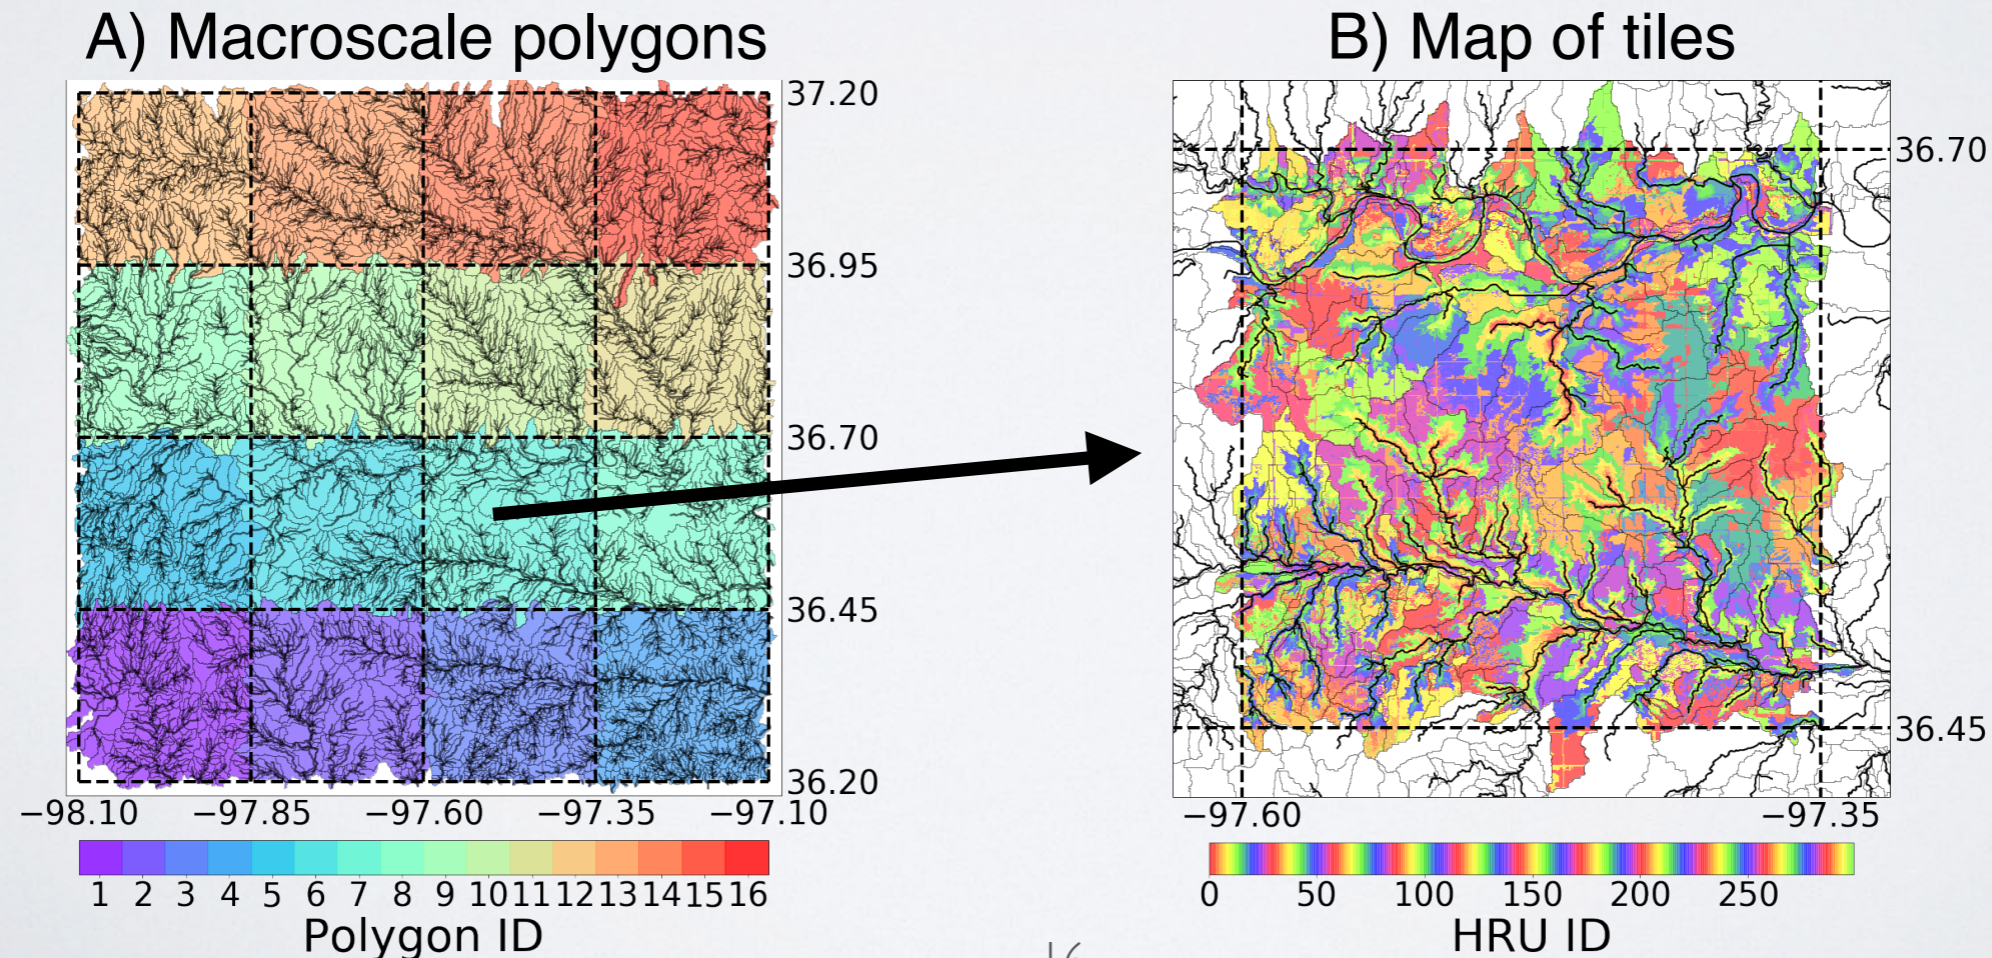 A) Macroscale polygons
37.20
36.95
36.70
36.45
36.20
−98.10 −97.85 −97.60 −97.35 −97.10
1 2 3 4 5 6 7 8 9 10 11 12 13 14 15 16
Polygon ID
B) Map of tiles
36.70
36.45
−97.60 −97.35
0 50 100 150 200 250
HRU ID